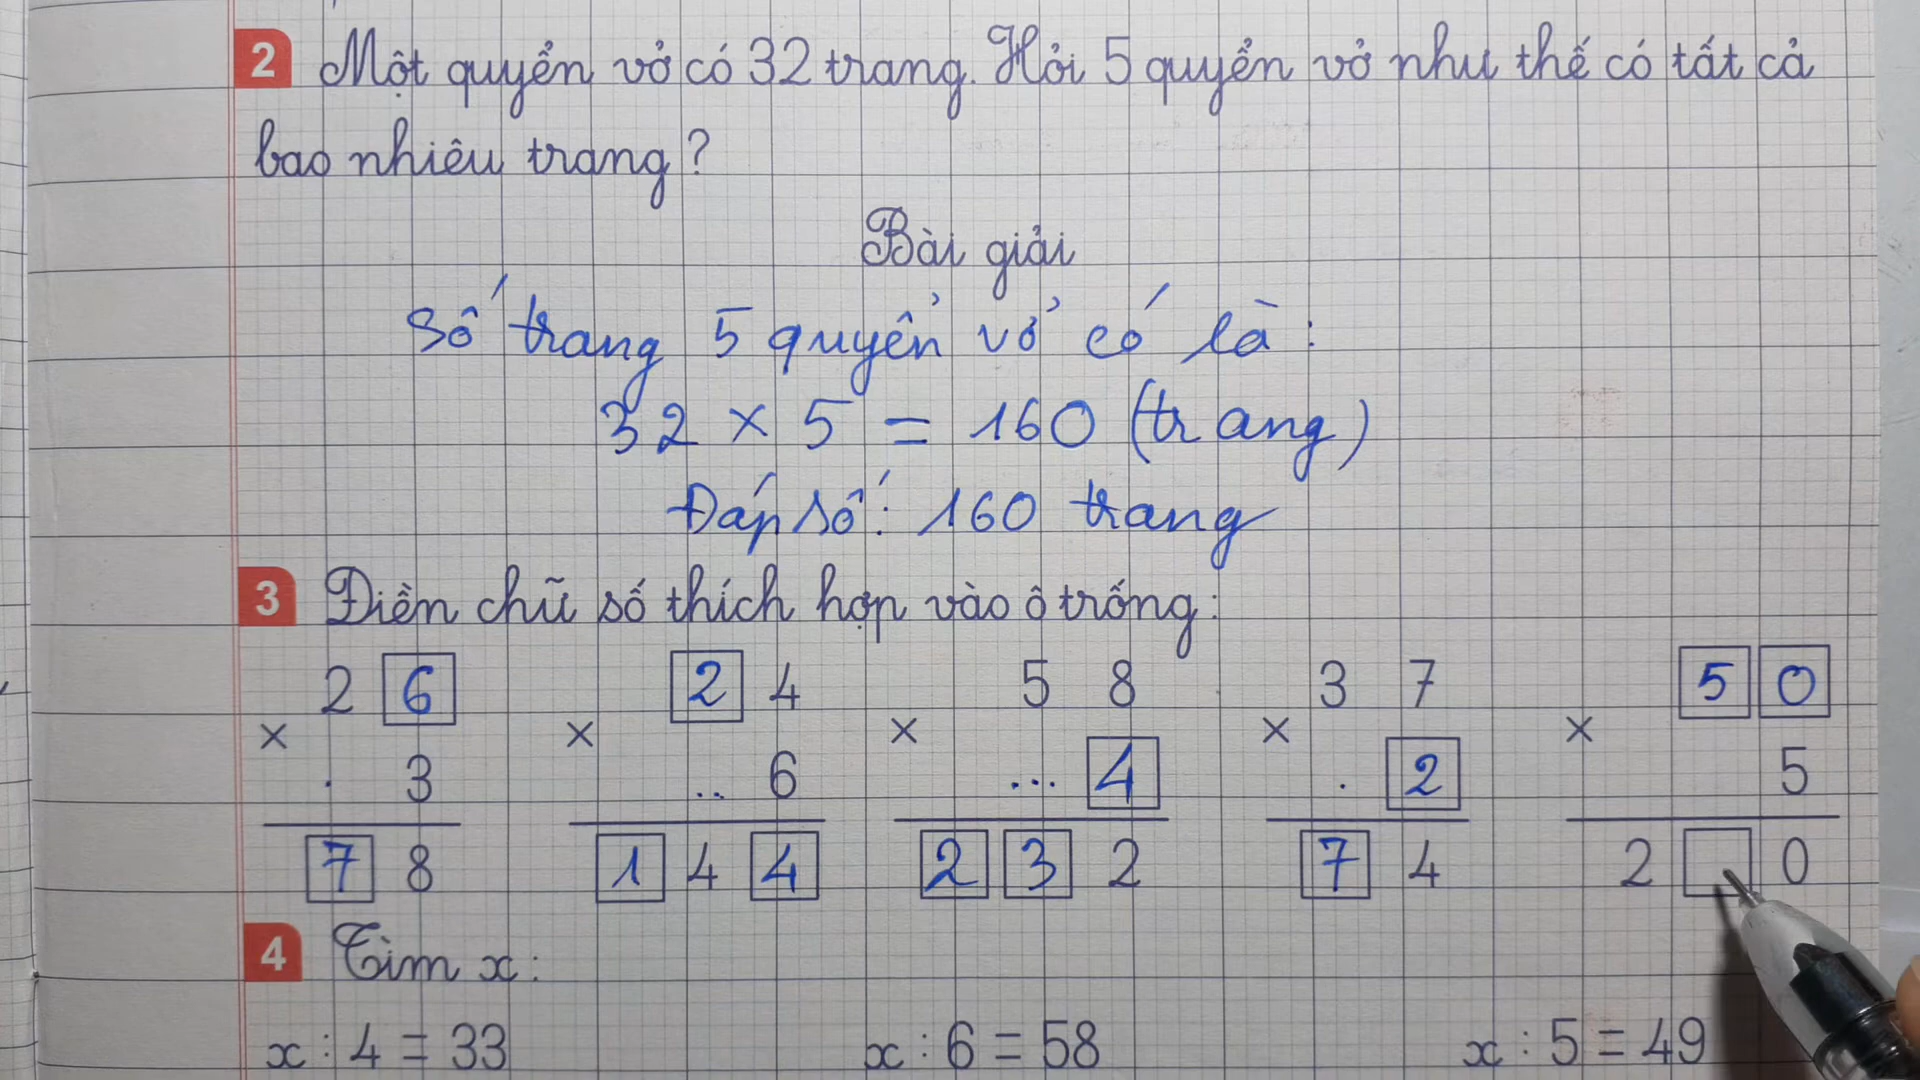 2 Một quyển vở có 32 trang. Hỏi 5 quyển vở như thế có tất cả
bao nhiêu trang?
Bài giải
Số trang 5 quyển vở có là:
32 × 5 = 160 (trang)
Đáp số: 160 trang
3 Điền chữ số thích hợp vào ô trống:
2 6 2 4 5 8 3 7 5 0
× × × × ×
. 3 .. 6 ... 4 . 2 5
7 8 1 4 4 2 3 2 7 4 2 0
4 Tìm x:
x : 4 = 33 x : 6 = 58 x : 5 = 49